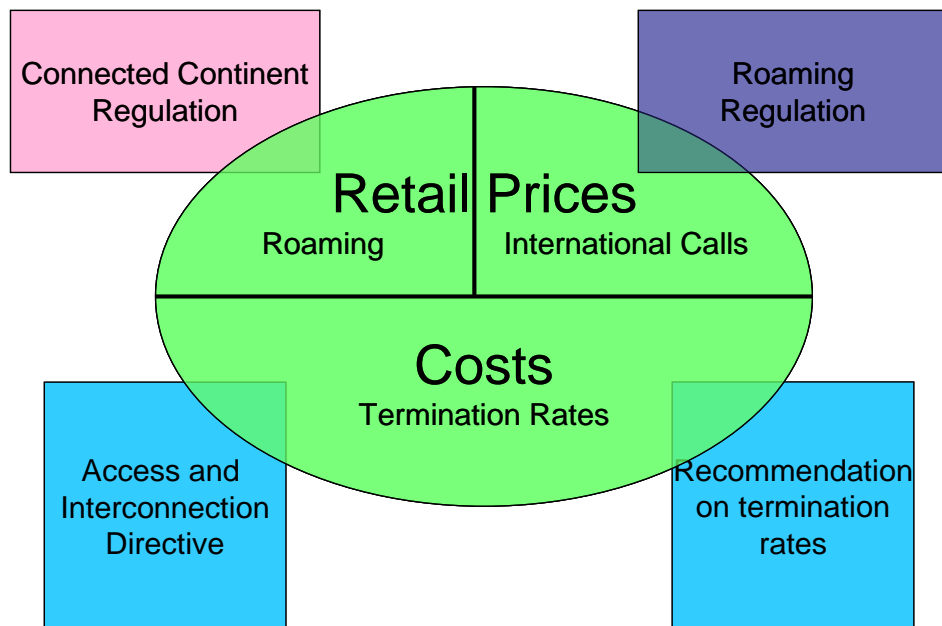 Connected Continent
Regulation
Roaming
Regulation
Retail Prices
Roaming
International Calls
Costs
Termination Rates
Access and
Interconnection
Directive
Recommendation
on termination
rates